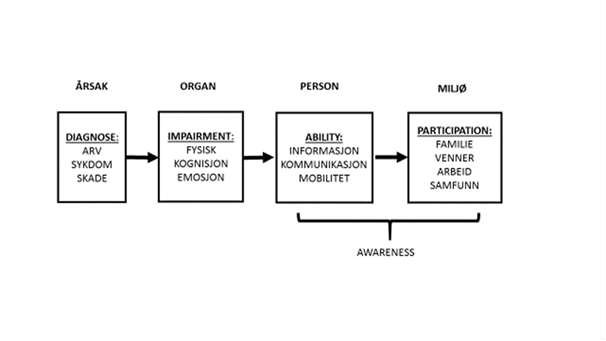 ÅRSAK
ORGAN
PERSON
MILJØ
DIAGNOSE:
ARV
SYKDOM
SKADE
IMPAIRMENT:
FYSISK
KOGNISJON
EMOSJON
ABILITY:
INFORMASJON
KOMMUNIKASJON
MOBILITET
PARTICIPATION:
FAMILIE
VENNER
ARBEID
SAMFUNN
AWARENESS